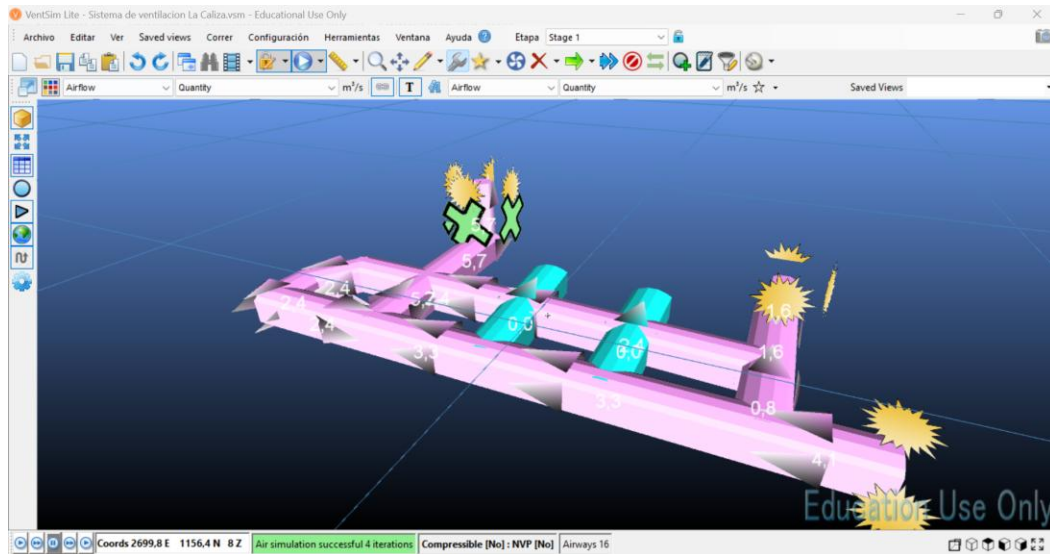 VentSim Lite - Sistema de ventilacion La Caliza.vsm - Educational Use Only
Archivo Editar Ver Saved views Correr Configuración Herramientas Ventana Ayuda ? Etapa Stage 1
Airflow Quantity m³/s T Airflow Quantity m³/s Saved Views
5,7
5,7
2,4
2,4
2,4
0,0
3,3
0,0
3,3
1,6
1,6
0,8
4,1
Education Use Only
Coords 2699,8 E 1156,4 N 8 Z Air simulation successful 4 iterations Compressible [No] : NVP [No] Airways 16